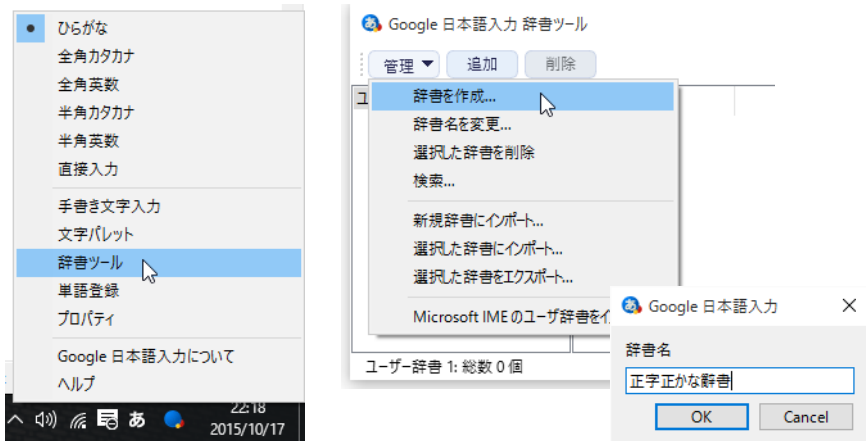 ひらがな
全角カタカナ
全角英数
半角カタカナ
半角英数
直接入力
手書き文字入力
文字パレット
辞書ツール
単語登録
プロパティ
Google 日本語入力について
ヘルプ
あ
22:18
2015/10/17
Google 日本語入力 辞書ツール
管理▼ 追加 削除
ユ
辞書を作成...
辞書名を変更...
選択した辞書を削除
検索...
新規辞書にインポート...
選択した辞書にインポート...
選択した辞書をエクスポート...
Microsoft IME のユーザ辞書をイ
ユーザー辞書 1: 総数 0 個
Google 日本語入力
辞書名
正字正かな辭書
OK Cancel